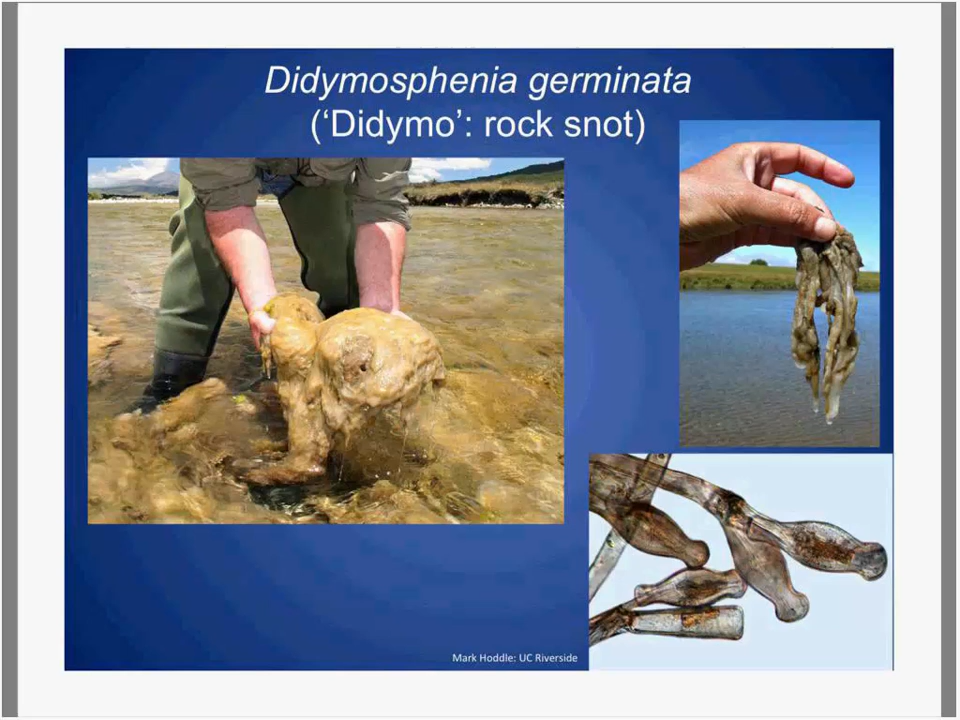 Didymosphenia germinata
(‘Didymo’: rock snot)
Mark Hoddle: UC Riverside